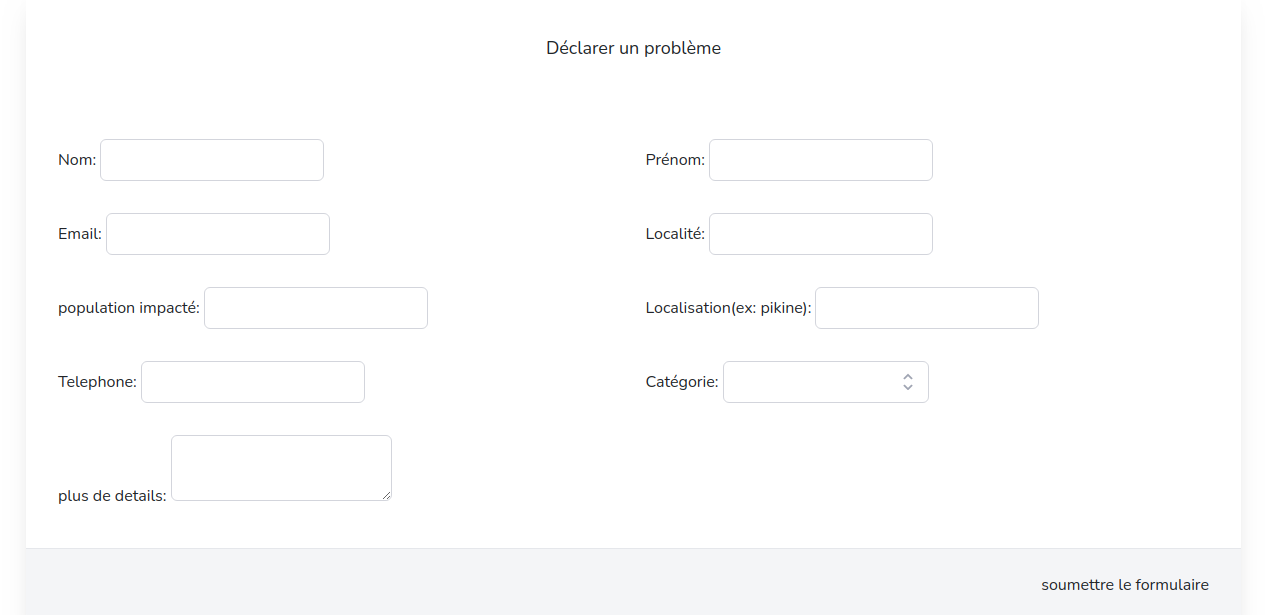 Déclarer un problème
Nom:
Prénom:
Email:
Localité:
population impacté:
Localisation(ex: pikine):
Telephone:
Catégorie:
plus de details:
soumettre le formulaire